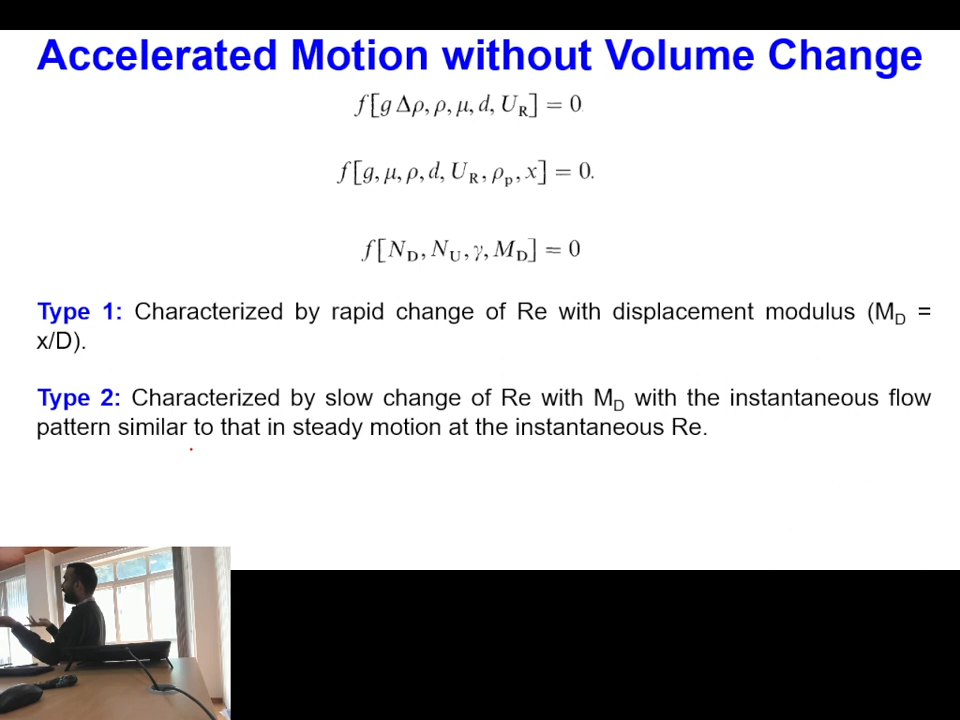 Accelerated Motion without Volume Change
f[g Δρ, ρ, μ, d, U_R] = 0
f[g, μ, ρ, d, U_R, ρ_p, x] = 0.
f[N_D, N_U, γ, M_D] = 0
Type 1: Characterized by rapid change of Re with displacement modulus (M_D =
x/D).
Type 2: Characterized by slow change of Re with M_D with the instantaneous flow
pattern similar to that in steady motion at the instantaneous Re.